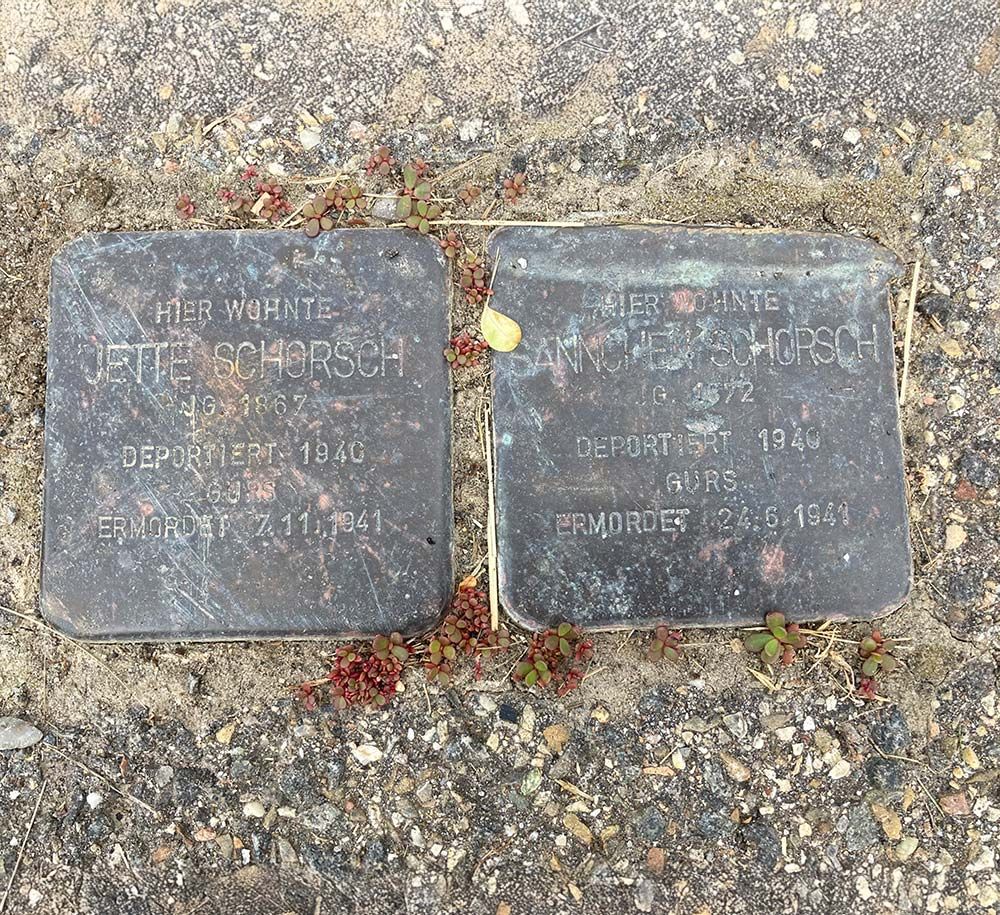 HIER WOHNTE
JETTE SCHORSCH
JG. 1867
DEPORTIERT 1940
GURS
ERMORDET 7.11.1941
HIER WOHNTE
SANNCHEN SCHORSCH
JG. 1872
DEPORTIERT 1940
GURS
ERMORDET 24.6.1941